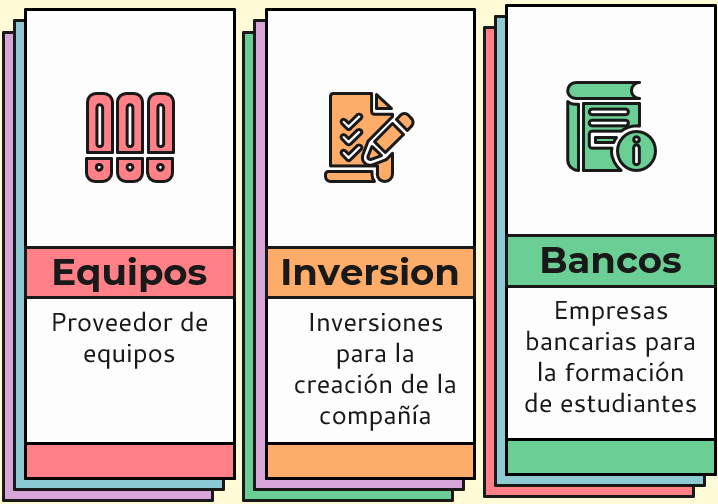 Equipos
Proveedor de
equipos
Inversion
Inversiones
para la
creación de la
compañía
Bancos
Empresas
bancarias para
la formación
de estudiantes